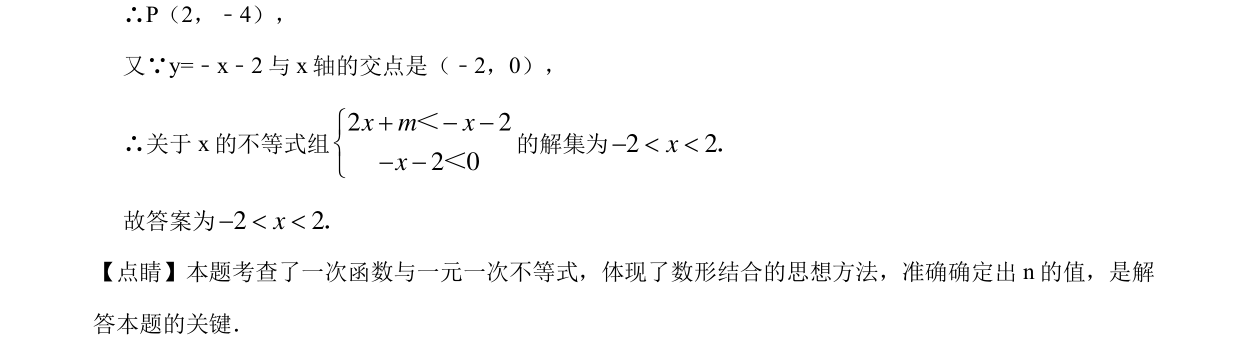 ∴P（2，﹣4），
又∵y=﹣x﹣2 与 x 轴的交点是（﹣2，0），
∴关于 x 的不等式组{2x+m＜−x−2
−x−2＜0 的解集为−2<x<2.
故答案为−2<x<2.
【点睛】本题考查了一次函数与一元一次不等式，体现了数形结合的思想方法，准确确定出 n 的值，是解
答本题的关键．